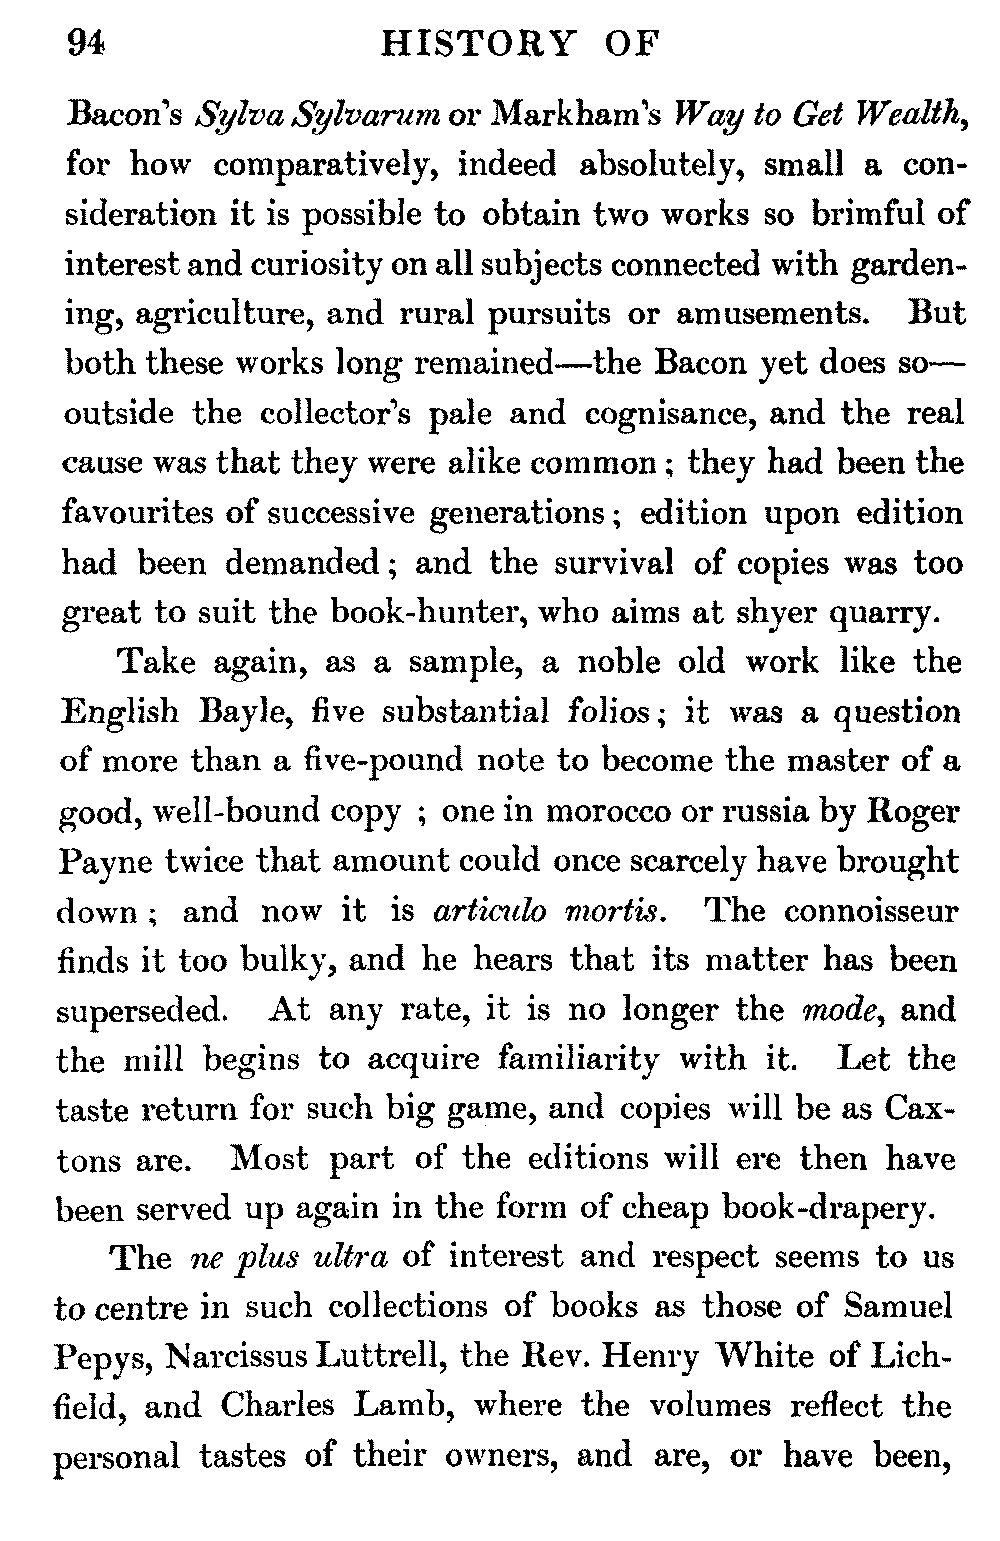 94 HISTORY OF
Bacon's Sylva Sylvarum or Markham's Way to Get Wealth,
for how comparatively, indeed absolutely, small a con-
sideration it is possible to obtain two works so brimful of
interest and curiosity on all subjects connected with garden-
ing, agriculture, and rural pursuits or amusements. But
both these works long remained—the Bacon yet does so—
outside the collector's pale and cognisance, and the real
cause was that they were alike common ; they had been the
favourites of successive generations ; edition upon edition
had been demanded ; and the survival of copies was too
great to suit the book-hunter, who aims at shyer quarry.
Take again, as a sample, a noble old work like the
English Bayle, five substantial folios ; it was a question
of more than a five-pound note to become the master of a
good, well-bound copy ; one in morocco or russia by Roger
Payne twice that amount could once scarcely have brought
down ; and now it is articulo mortis. The connoisseur
finds it too bulky, and he hears that its matter has been
superseded. At any rate, it is no longer the mode, and
the mill begins to acquire familiarity with it. Let the
taste return for such big game, and copies will be as Cax-
tons are. Most part of the editions will ere then have
been served up again in the form of cheap book-drapery.
The ne plus ultra of interest and respect seems to us
to centre in such collections of books as those of Samuel
Pepys, Narcissus Luttrell, the Rev. Henry White of Lich-
field, and Charles Lamb, where the volumes reflect the
personal tastes of their owners, and are, or have been,